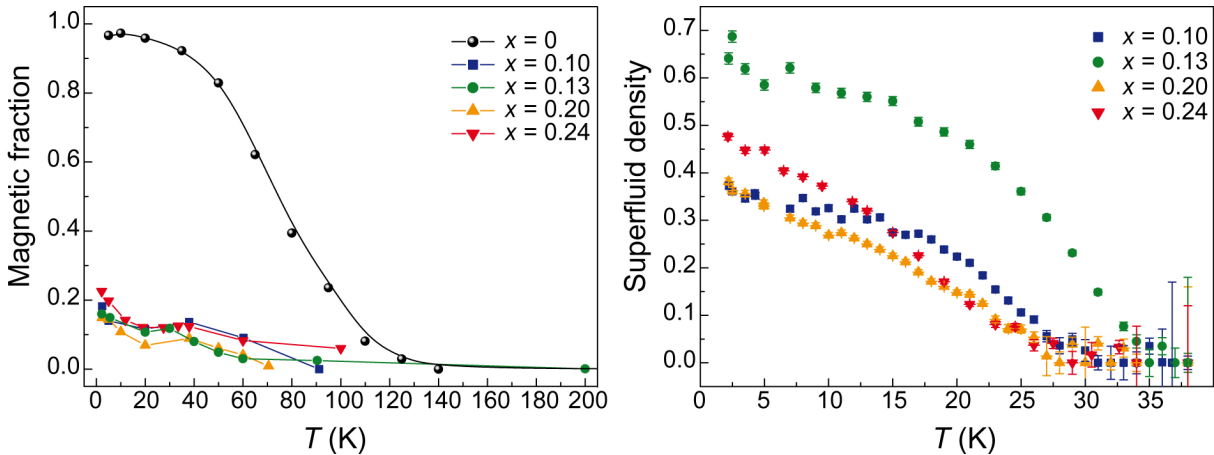 1.0
0.8
0.6
0.4
0.2
0.0
Magnetic fraction
x = 0
x = 0.10
x = 0.13
x = 0.20
x = 0.24
0 20 40 60 80 100 120 140 160 180 200
T (K)
0.7
0.6
0.5
0.4
0.3
0.2
0.1
0.0
Superfluid density
x = 0.10
x = 0.13
x = 0.20
x = 0.24
0 5 10 15 20 25 30 35
T (K)